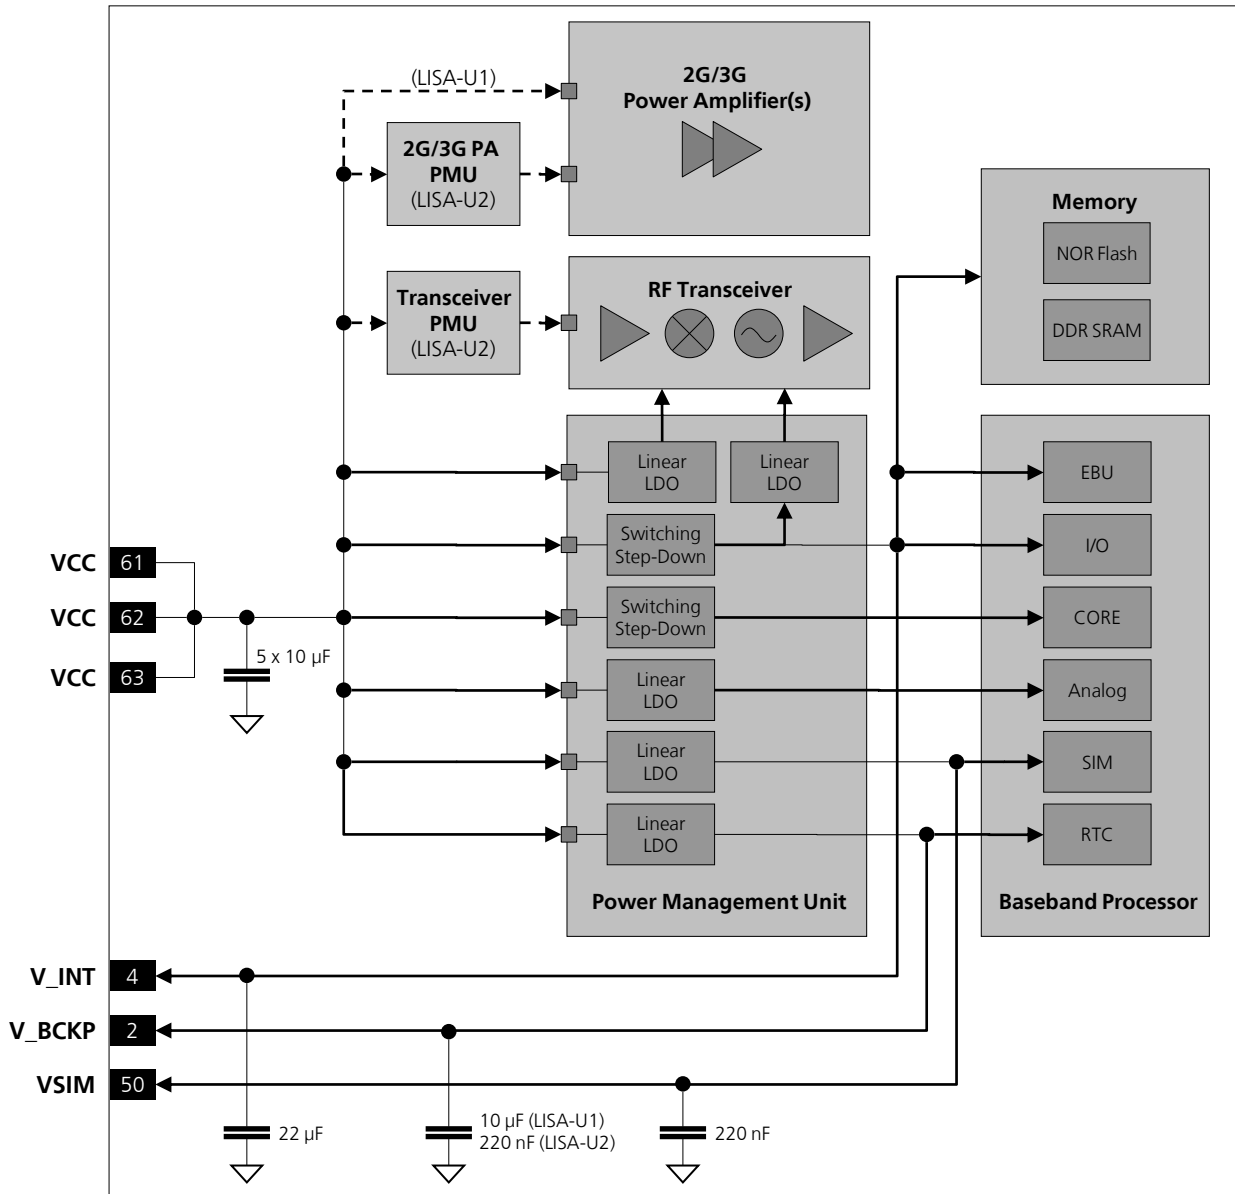 (LISA-U1)
2G/3G
Power Amplifier(s)
2G/3G PA
PMU
(LISA-U2)
Memory
NOR Flash
DDR SRAM
Transceiver
PMU
(LISA-U2)
RF Transceiver
Linear
LDO
Linear
LDO
EBU
Switching
Step-Down
I/O
VCC 61
VCC 62
VCC 63
5 x 10 µF
Switching
Step-Down
CORE
Linear
LDO
Analog
Linear
LDO
SIM
Linear
LDO
RTC
Power Management Unit
Baseband Processor
V_INT 4
V_BCKP 2
VSIM 50
22 µF
10 µF (LISA-U1)
220 nF (LISA-U2)
220 nF